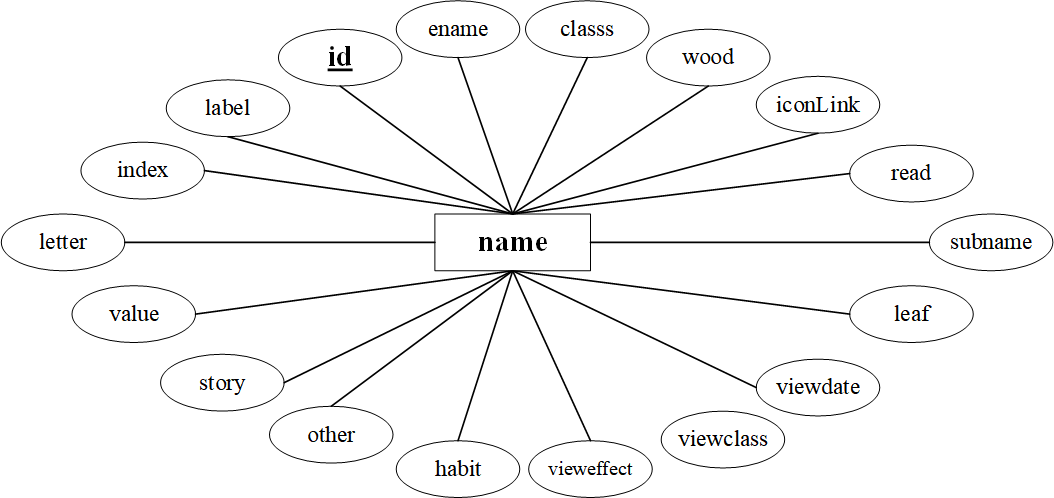 ename
classs
id
wood
label
iconLink
index
read
letter
name
subname
value
leaf
story
viewdate
other
viewclass
habit
vieweffect